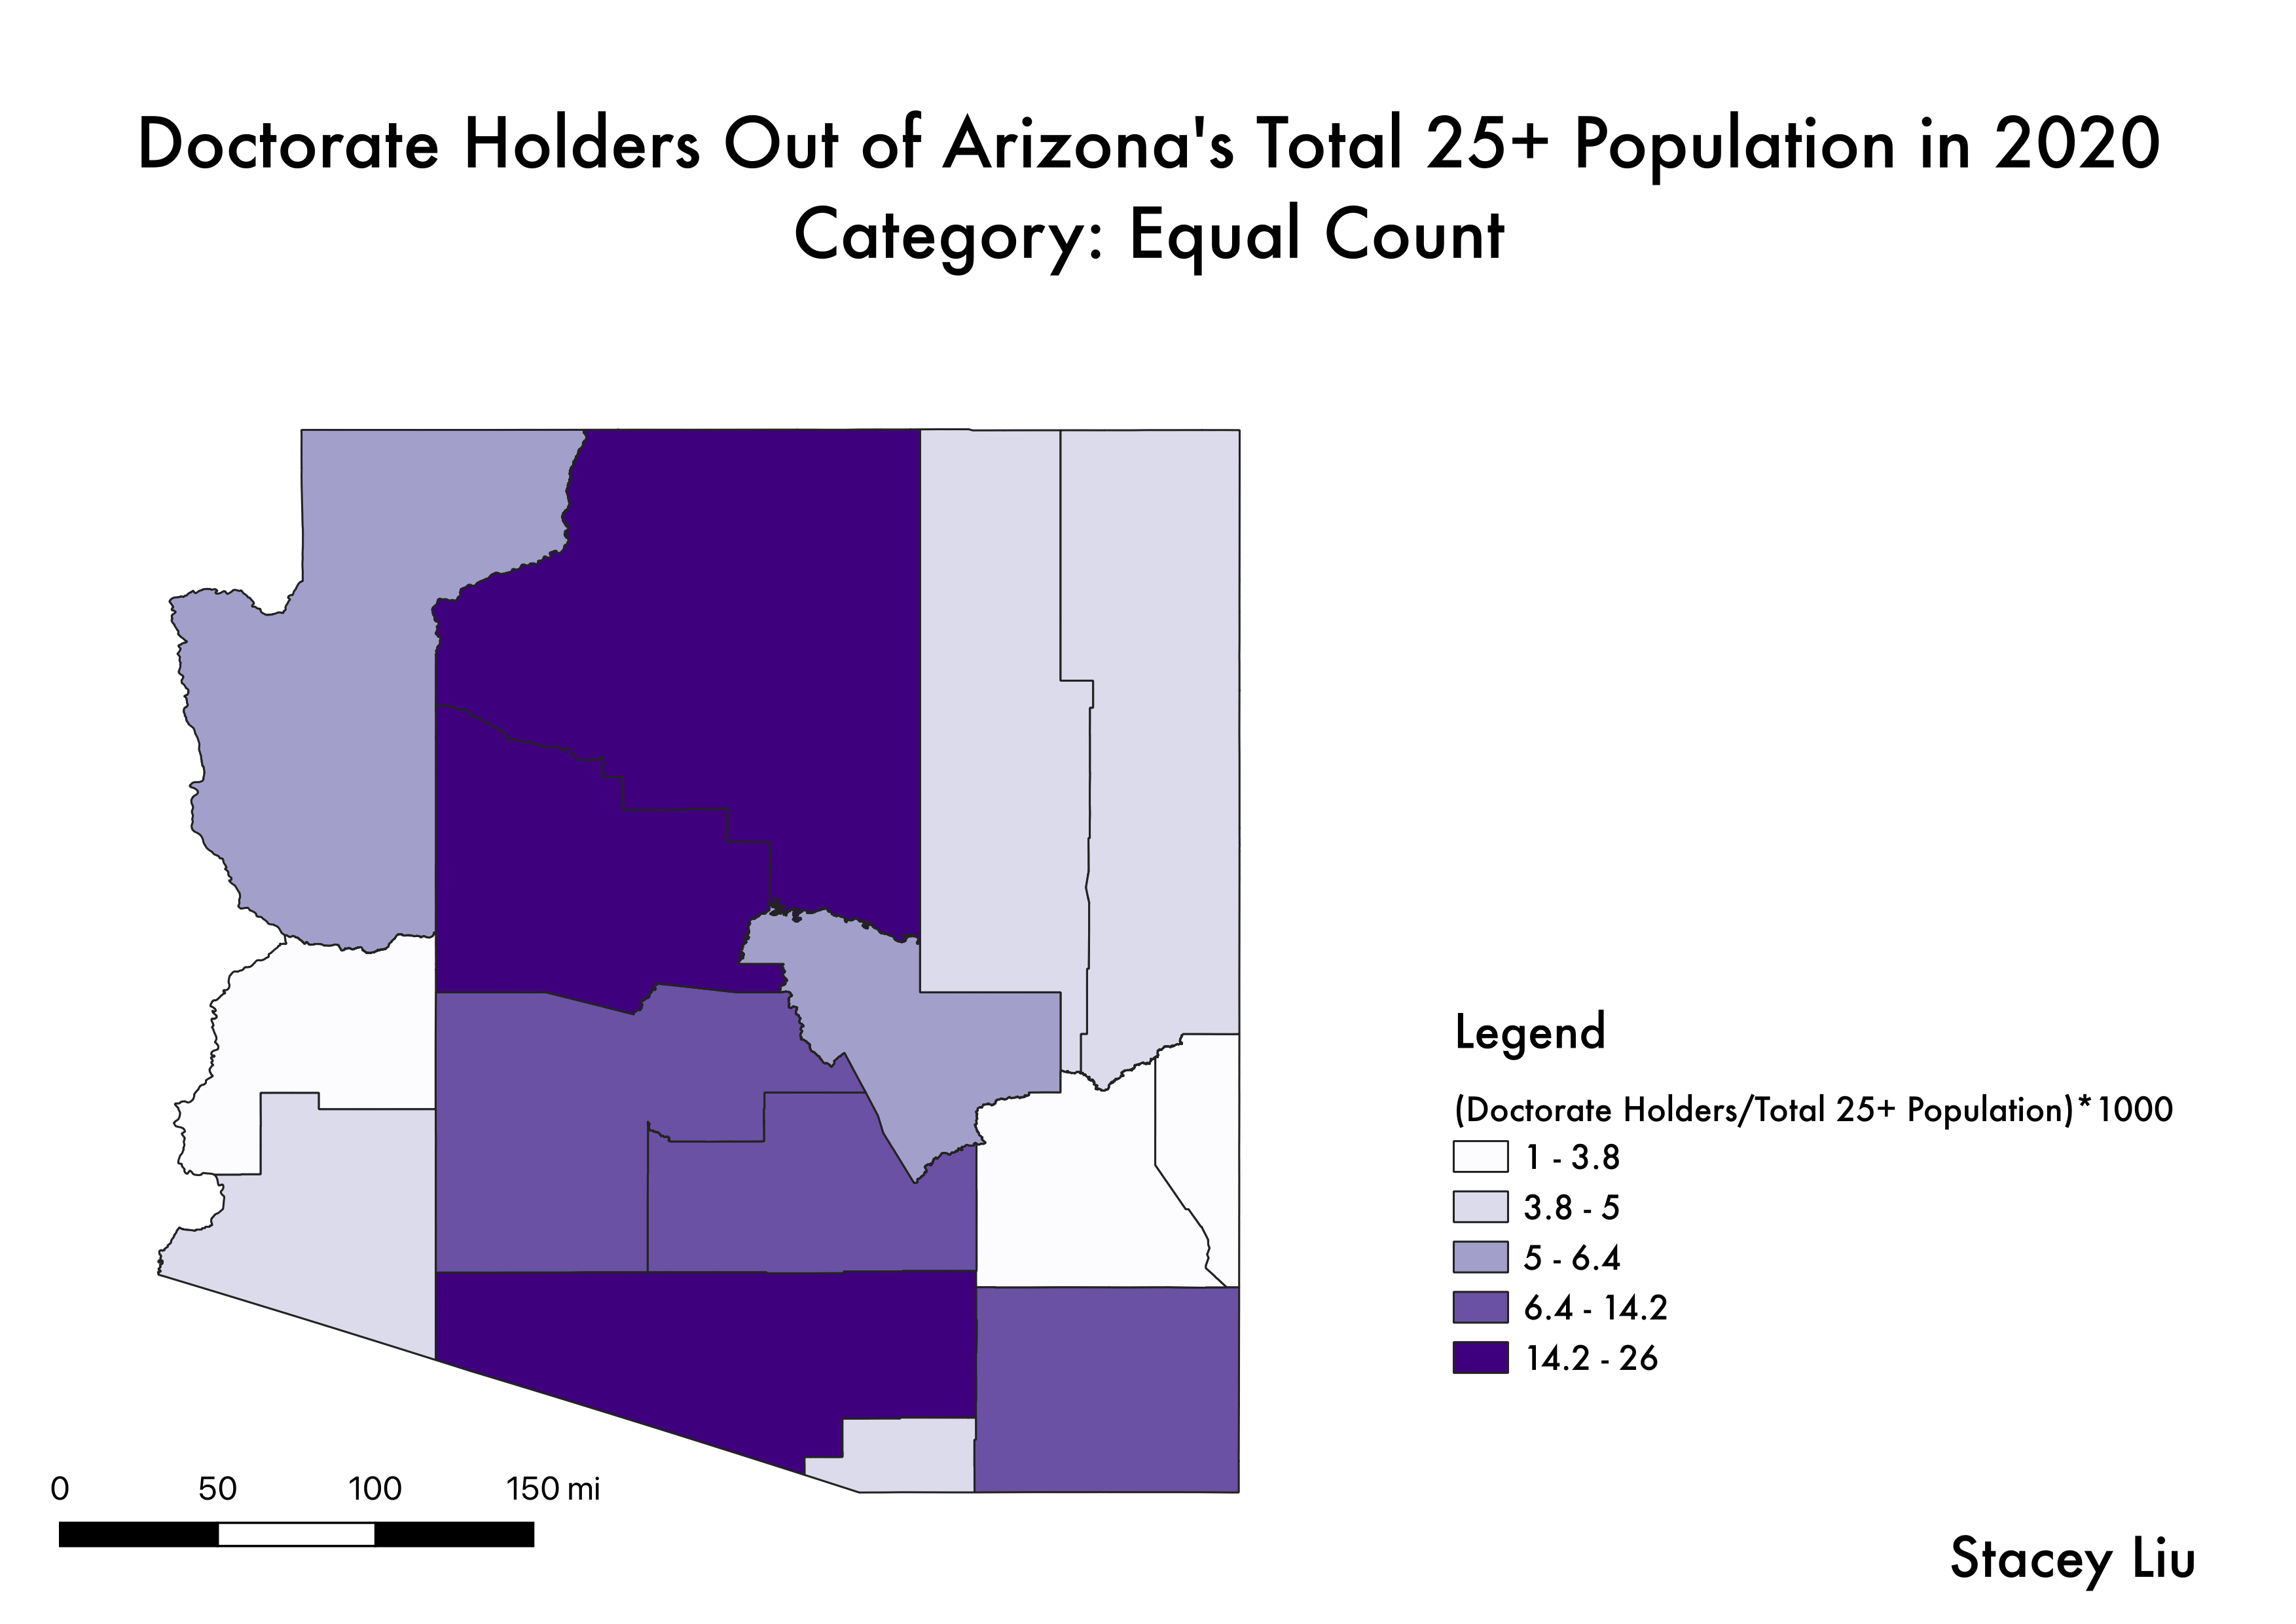 Doctorate Holders Out of Arizona's Total 25+ Population in 2020
Category: Equal Count
Legend
(Doctorate Holders/Total 25+ Population)*1000
1 - 3.8
3.8 - 5
5 - 6.4
6.4 - 14.2
14.2 - 26
0 50 100 150 mi
Stacey Liu